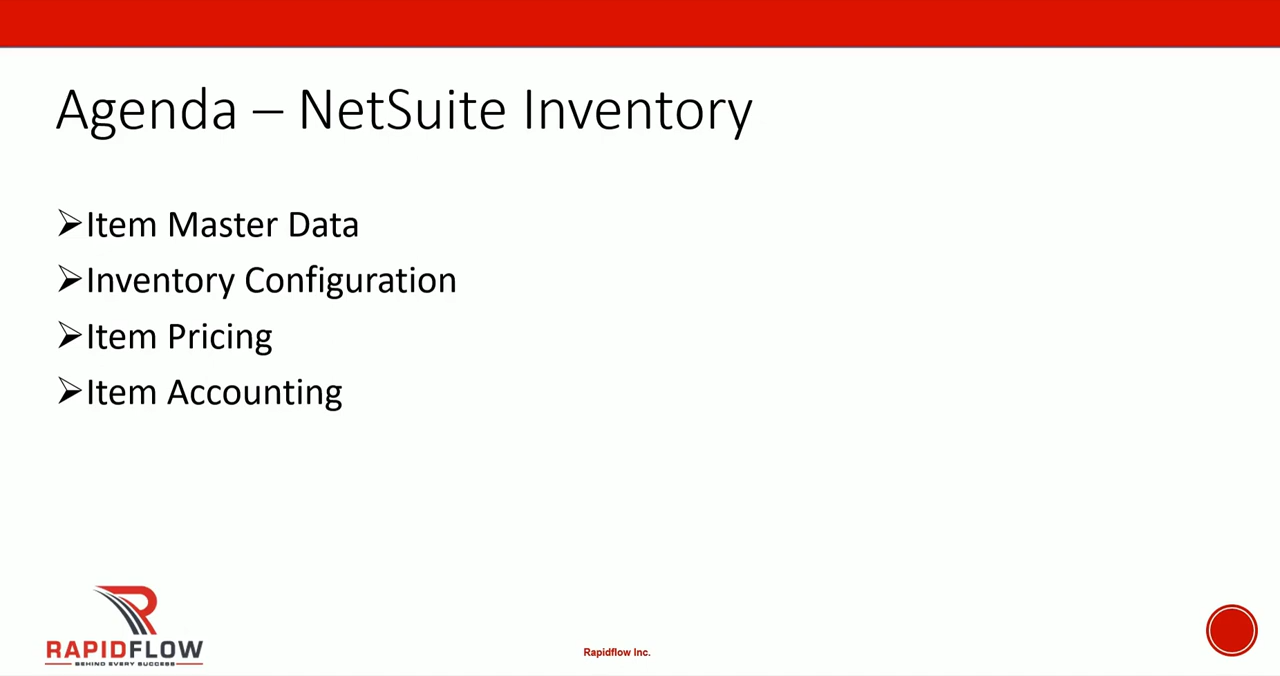 Agenda – NetSuite Inventory
➢Item Master Data
➢Inventory Configuration
➢Item Pricing
➢Item Accounting
RAPIDFLOW
BEHIND EVERY SUCCESS
Rapidflow Inc.